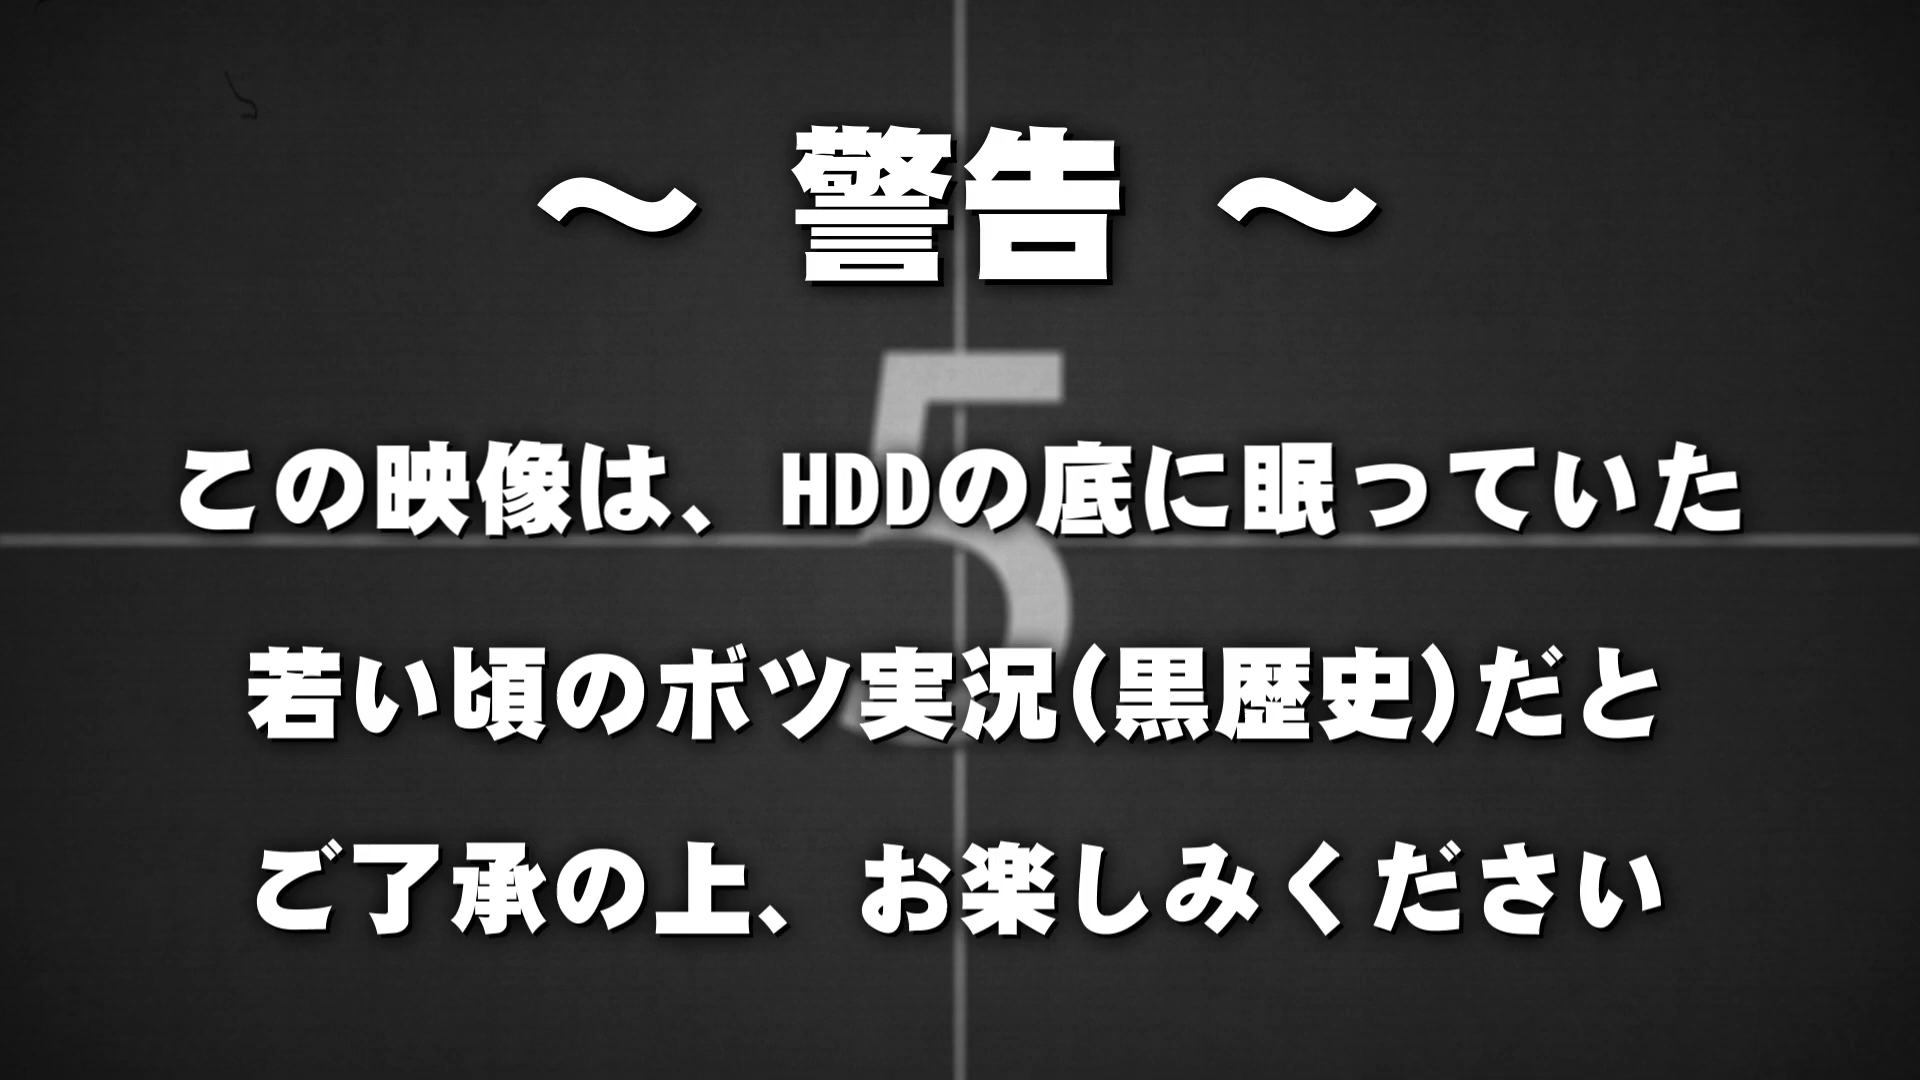 ～ 警告 ～
5
この映像は、HDDの底に眠っていた
若い頃のボツ実況(黒歴史)だと
ご了承の上、お楽しみください